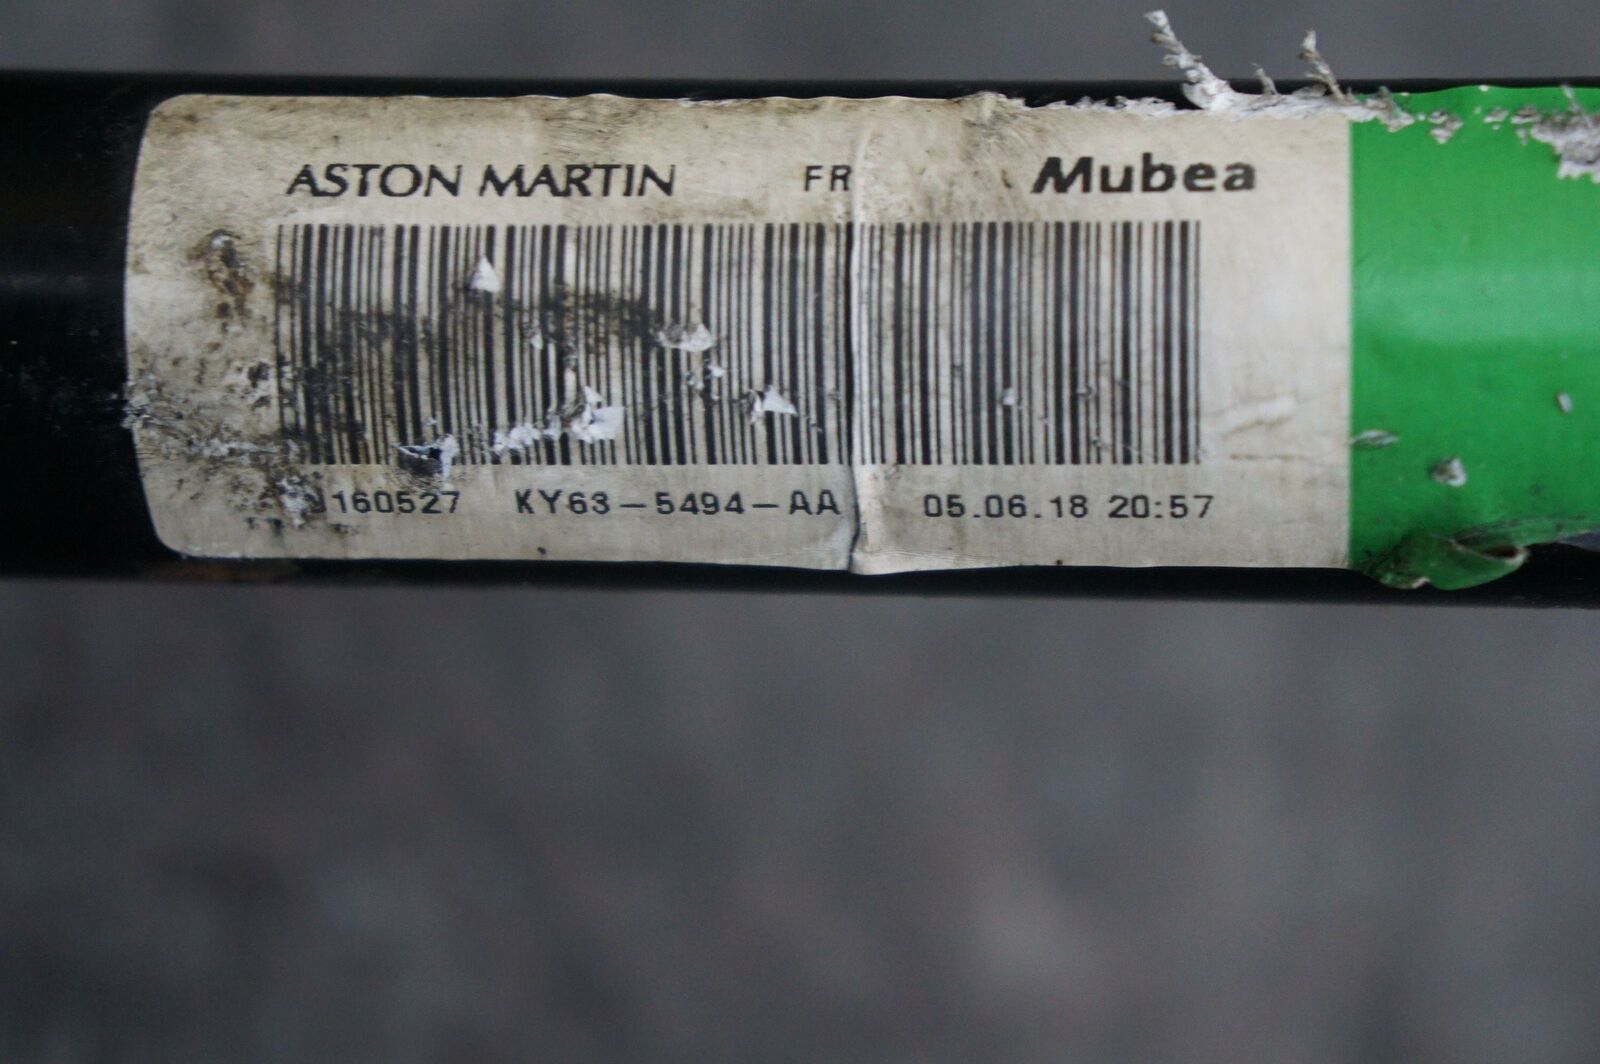 ASTON MARTIN FR Mubea
160527 KY63-5494-AA 05.06.18 20:57